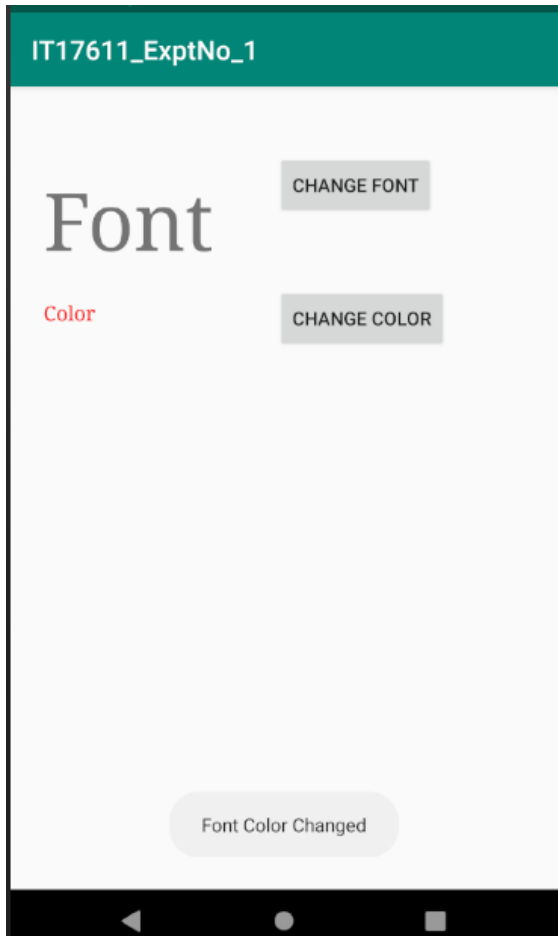 IT17611_ExptNo_1
CHANGE FONT
Font
Color
CHANGE COLOR
Font Color Changed